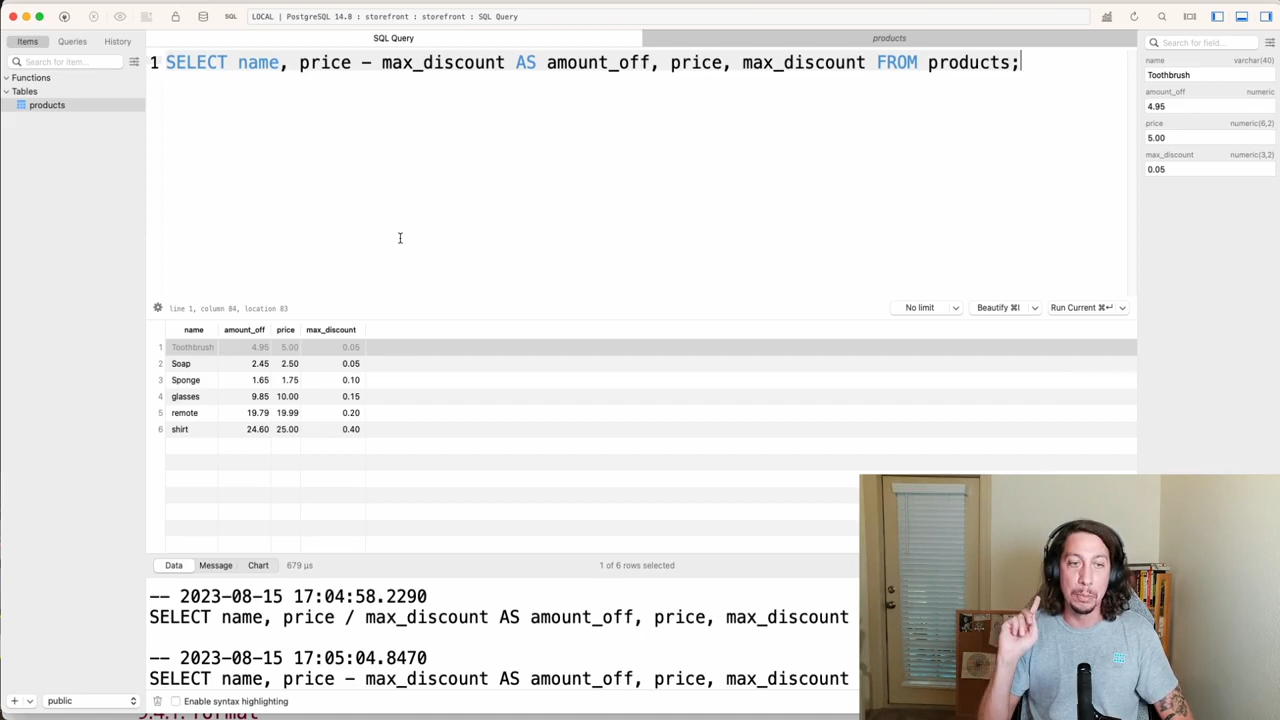 SQL
LOCAL | PostgreSQL 14.8 : storefront : storefront : SQL Query
Items
Queries
History
SQL Query
products
Search for item...
Search for field...
1 SELECT name, price - max_discount AS amount_off, price, max_discount FROM products;
Functions
Tables
products
name varchar(40)
Toothbrush
amount_off numeric
4.95
price numeric(6,2)
5.00
max_discount numeric(3,2)
0.05
line 1, column 84, location 83
No limit
Beautify ⌘I
Run Current ⌘↵
name amount_off price max_discount
1 Toothbrush 4.95 5.00 0.05
2 Soap 2.45 2.50 0.05
3 Sponge 1.65 1.75 0.10
4 glasses 9.85 10.00 0.15
5 remote 19.79 19.99 0.20
6 shirt 24.60 25.00 0.40
Data Message Chart 679 µs 1 of 6 rows selected
-- 2023-08-15 17:04:58.2290
SELECT name, price / max_discount AS amount_off, price, max_discount
-- 2023-08-15 17:05:04.8470
SELECT name, price - max_discount AS amount_off, price, max_discount
public
Enable syntax highlighting
9.4.1. format